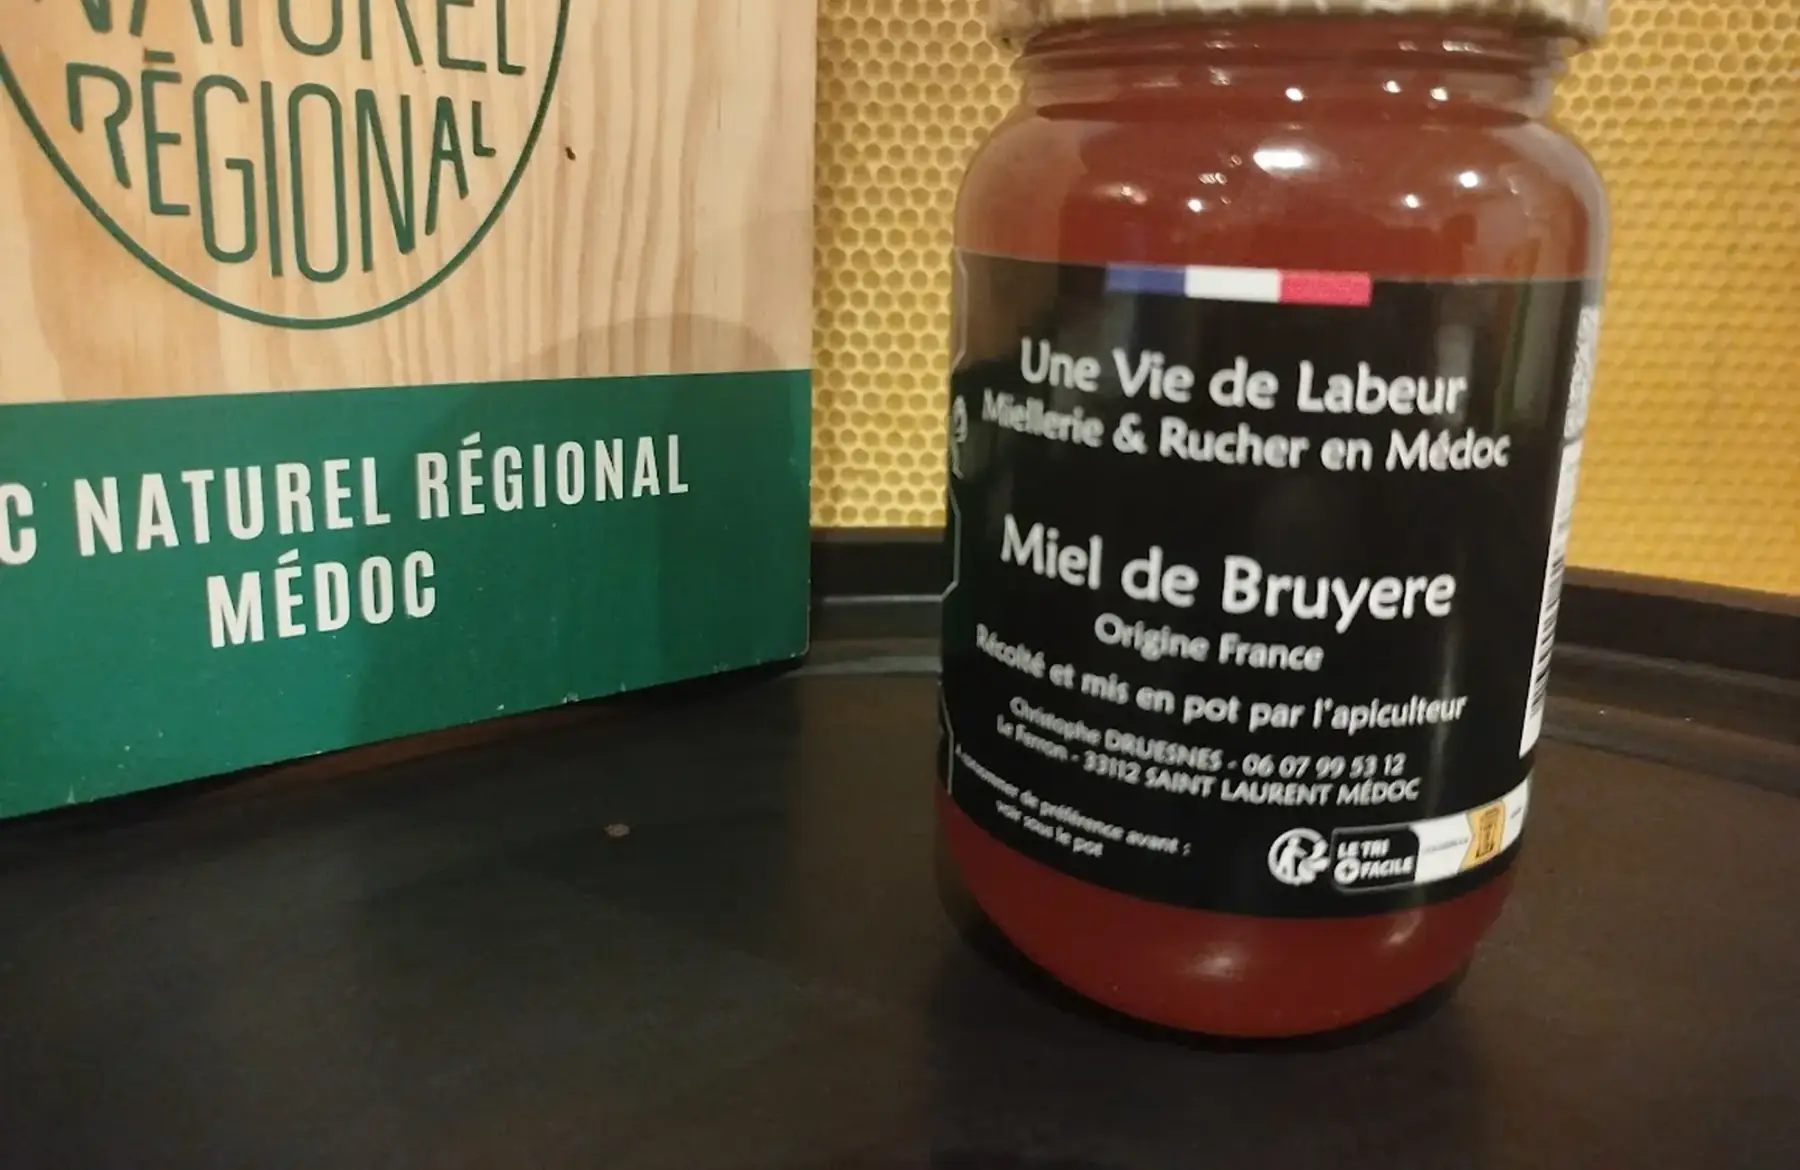 NATUREL
RÉGIONAL
C NATUREL RÉGIONAL
MÉDOC
Une Vie de Labeur
Miellerie & Rucher en Médoc
Miel de Bruyere
Origine France
Récolté et mis en pot par l'apiculteur
Christophe DRUESNES - 06 07 99 53 12
Le Ferron - 33112 SAINT LAURENT MÉDOC
A consommer de préférence avant :
voir sous le pot
LE TRI
+ FACILE